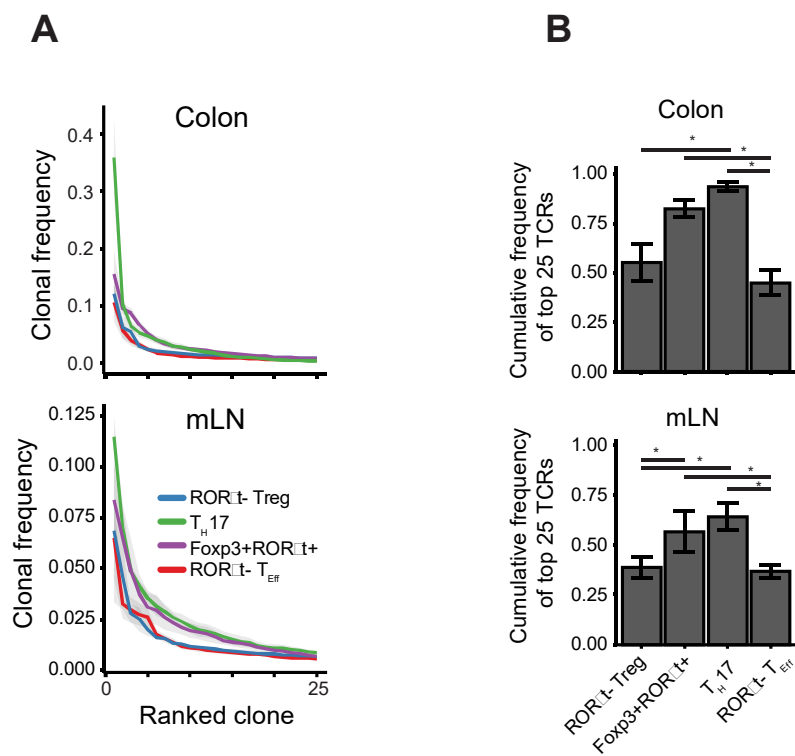 A
B
Colon
Clonal frequency
0.4
0.3
0.2
0.1
0.0
mLN
Clonal frequency
0.125
0.100
0.075
0.050
0.025
0.000
ROR□t- Treg
TH17
Foxp3+ROR□t+
ROR□t- TEff
0
25
Ranked clone
Colon
Cumulative frequency
of top 25 TCRs
1.00
0.75
0.50
0.25
0.00
*
*
*
mLN
Cumulative frequency
of top 25 TCRs
1.00
0.75
0.50
0.25
0.00
*
*
*
*
ROR□t- Treg
Foxp3+ROR□t+
TH17
ROR□t- TEff